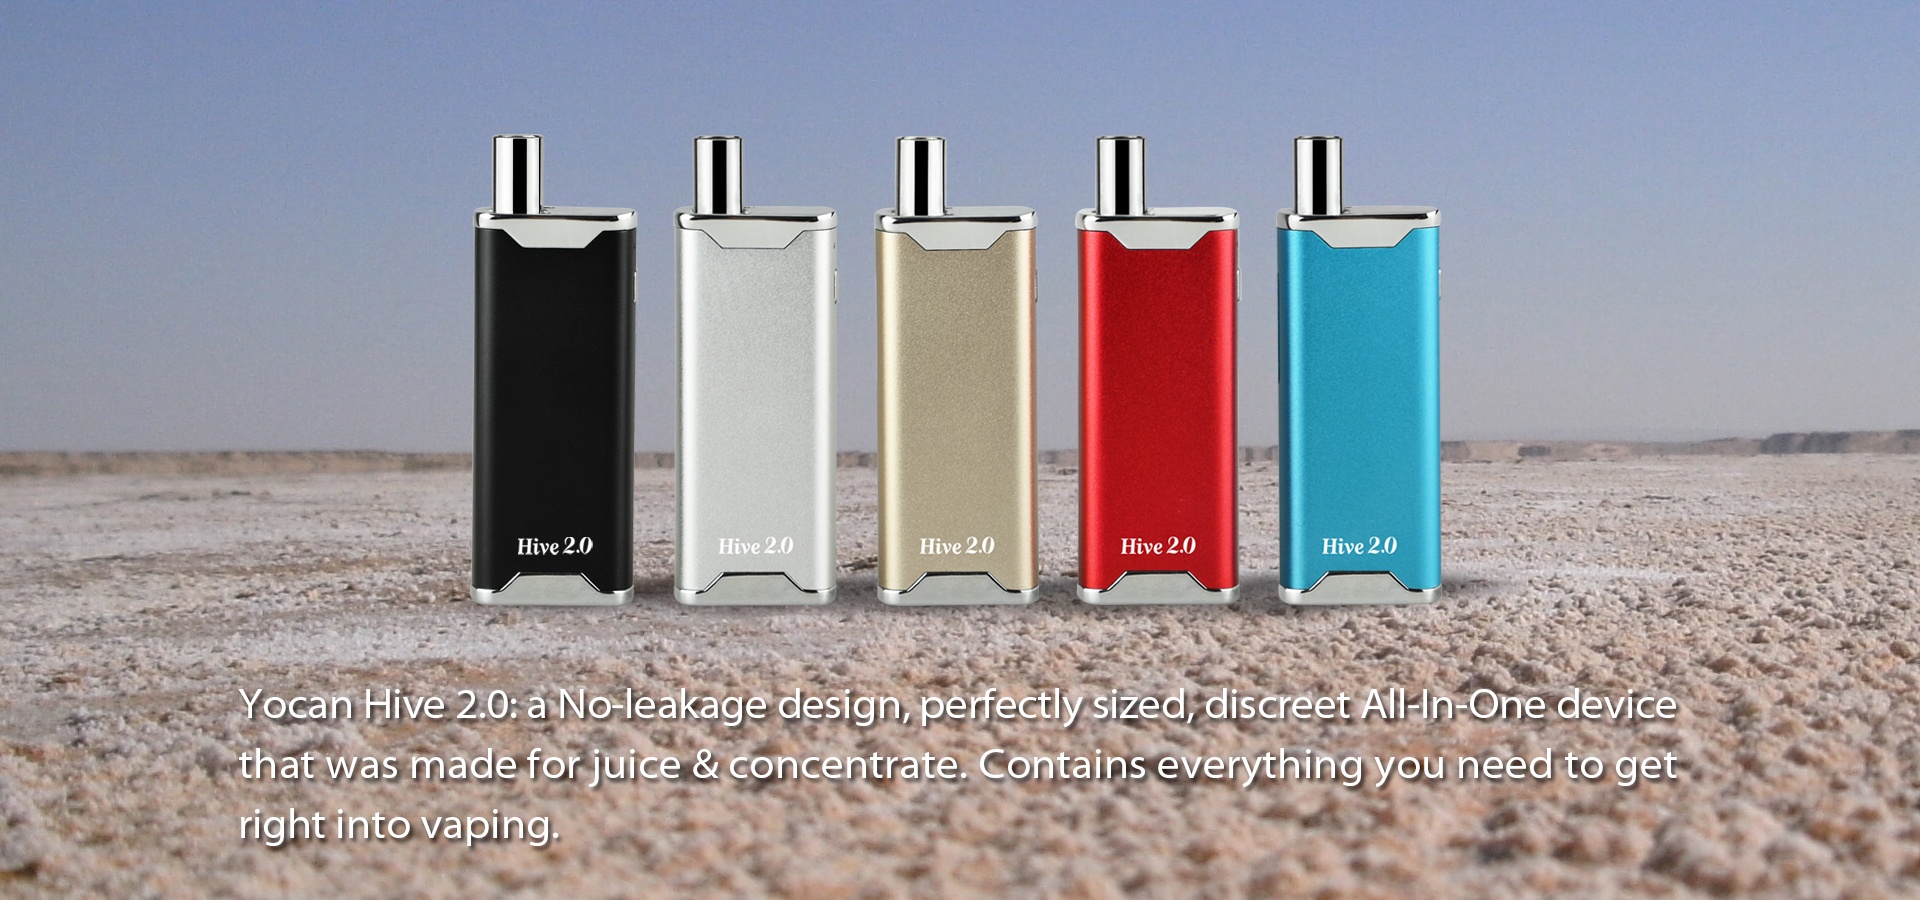 Hive 2.0
Hive 2.0
Hive 2.0
Hive 2.0
Hive 2.0
Yocan Hive 2.0: a No-leakage design, perfectly sized, discreet All-In-One device
that was made for juice & concentrate. Contains everything you need to get
right into vaping.